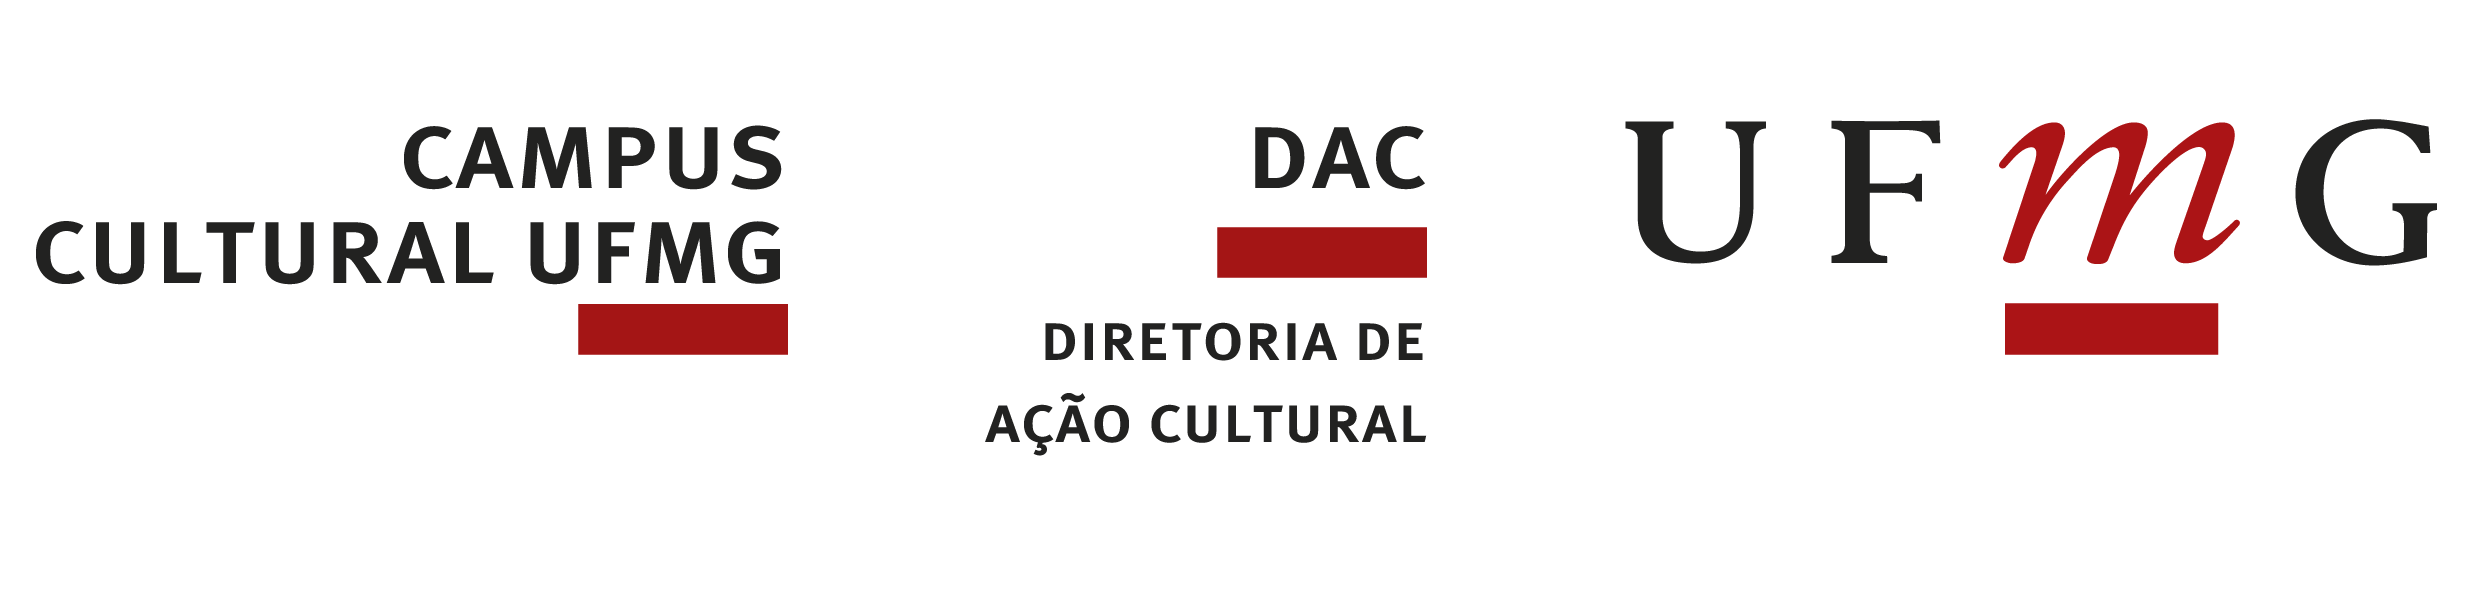 CAMPUS
CULTURAL UFMG
DAC
DIRETORIA DE
AÇÃO CULTURAL
UFmG